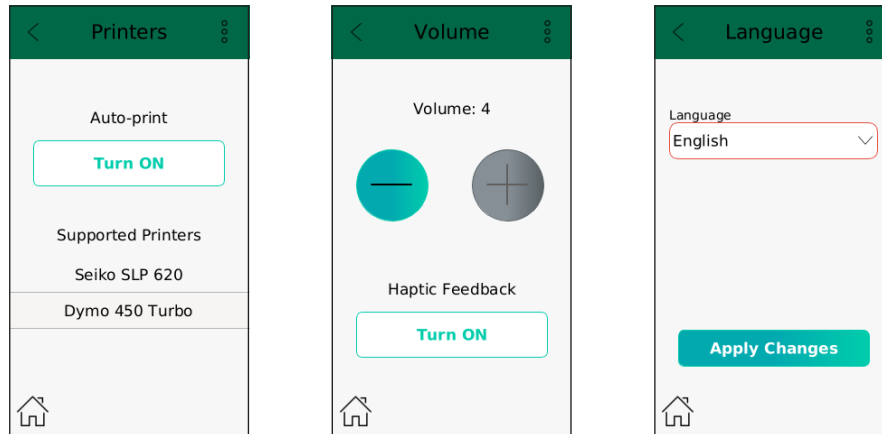 Printers
Auto-print
Turn ON
Supported Printers
Seiko SLP 620
Dymo 450 Turbo
Volume
Volume: 4
Haptic Feedback
Turn ON
Language
Language
English
Apply Changes